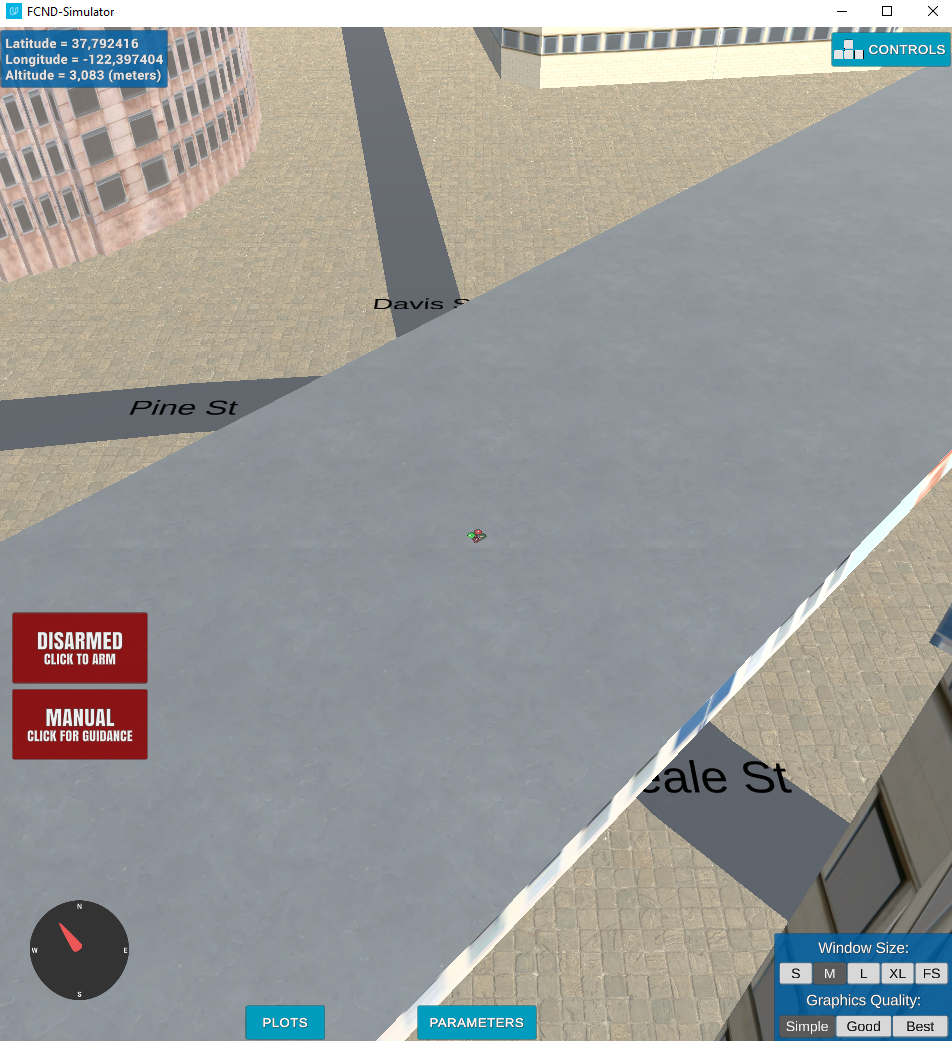 FCND-Simulator
Latitude = 37,792416
Longitude = -122,397404
Altitude = 3,083 (meters)
CONTROLS
Davis S
Pine St
DISARMED
CLICK TO ARM
MANUAL
CLICK FOR GUIDANCE
eale St
N
W
E
S
PLOTS
PARAMETERS
Window Size:
S M L XL FS
Graphics Quality:
Simple Good Best